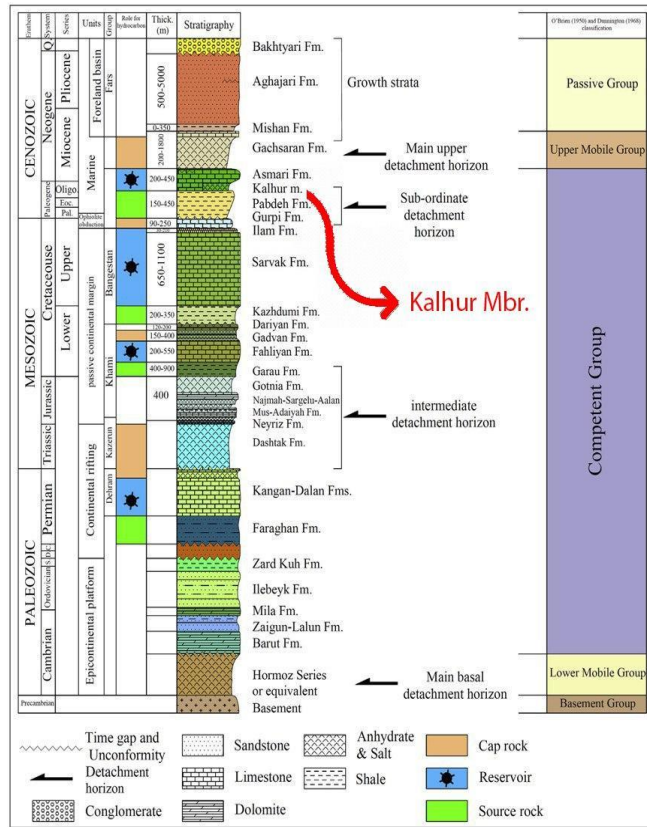 Erathem
System
Series
Units
Group
Role for hydrocarbon
Thick. (m)
Stratigraphy
O'Brien (1950) and Dunnington (1968)
classification
CENOZOIC
MESOZOIC
PALEOZOIC
Precambrian
Q
Neogene
Paleogene
Cretaccouse
Jurassic
Triassic
Permian
Ordovician
Cambrian
Pliocene
Miocene
Oligo.
Eoc.
Pal.
Upper
Lower
Foreland basin
Marine
Ophiolite obduction
passive continental margin
Continental rifting
Epicontinental platform
Fars
Bangestan
Khami
Kazerun
Dehram
500-5000
0-350
200-1800
200-450
150-450
90-250
650-1100
200-350
120-200
150-400
200-550
400-900
400
Bakhtyari Fm.
Aghajari Fm.
Mishan Fm.
Gachsaran Fm.
Asmari Fm.
Kalhur m.
Pabdeh Fm.
Gurpi Fm.
Ilam Fm.
Sarvak Fm.
Kazhdumi Fm.
Dariyan Fm.
Gadvan Fm.
Fahliyan Fm.
Garau Fm.
Gotnia Fm.
Najmah-Sargelu-Aalan
Mus-Adaiyah Fm.
Neyriz Fm.
Dashtak Fm.
Kangan-Dalan Fms.
Faraghan Fm.
Zard Kuh Fm.
Ilebeyk Fm.
Mila Fm.
Zaigun-Lalun Fm.
Barut Fm.
Hormoz Series
or equivalent
Basement
Growth strata
Main upper
detachment horizon
Sub-ordinate
detachment
horizon
Kalhur Mbr.
intermediate
detachment horizon
Main basal
detachment horizon
Passive Group
Upper Mobile Group
Competent Group
Lower Mobile Group
Basement Group
Time gap and
Unconformity
Detachment
horizon
Conglomerate
Sandstone
Limestone
Dolomite
Anhydrate
& Salt
Shale
Cap rock
Reservoir
Source rock